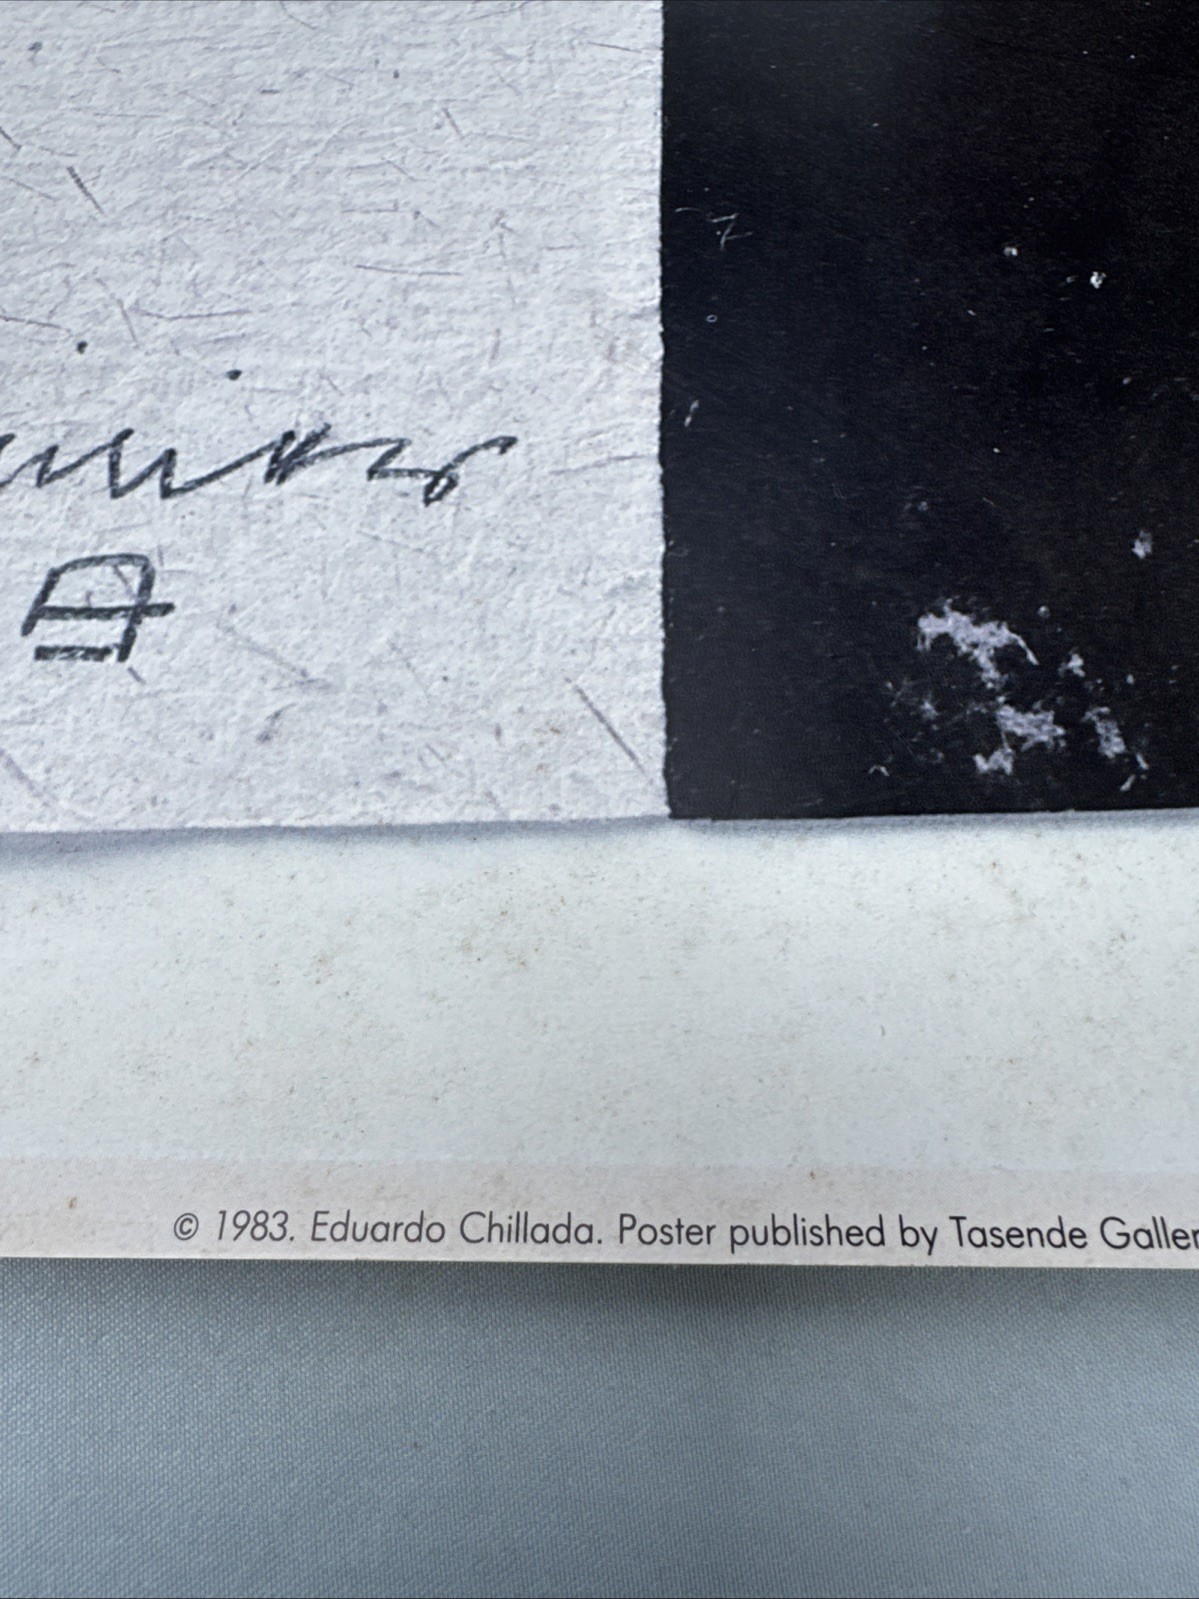 © 1983. Eduardo Chillada. Poster published by Tasende Galler